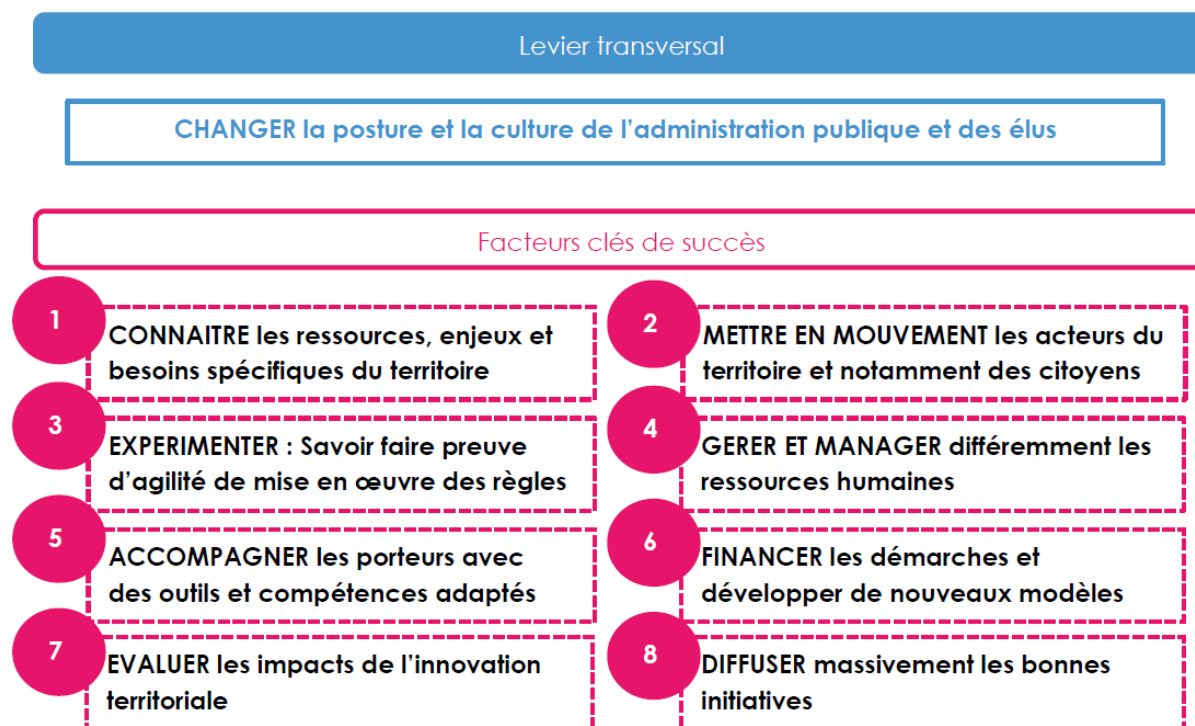 Levier transversal
CHANGER la posture et la culture de l’administration publique et des élus
Facteurs clés de succès
1
CONNAITRE les ressources, enjeux et
besoins spécifiques du territoire
2
METTRE EN MOUVEMENT les acteurs du
territoire et notamment des citoyens
3
EXPERIMENTER : Savoir faire preuve
d’agilité de mise en œuvre des règles
4
GERER ET MANAGER différemment les
ressources humaines
5
ACCOMPAGNER les porteurs avec
des outils et compétences adaptés
6
FINANCER les démarches et
développer de nouveaux modèles
7
EVALUER les impacts de l’innovation
territoriale
8
DIFFUSER massivement les bonnes
initiatives